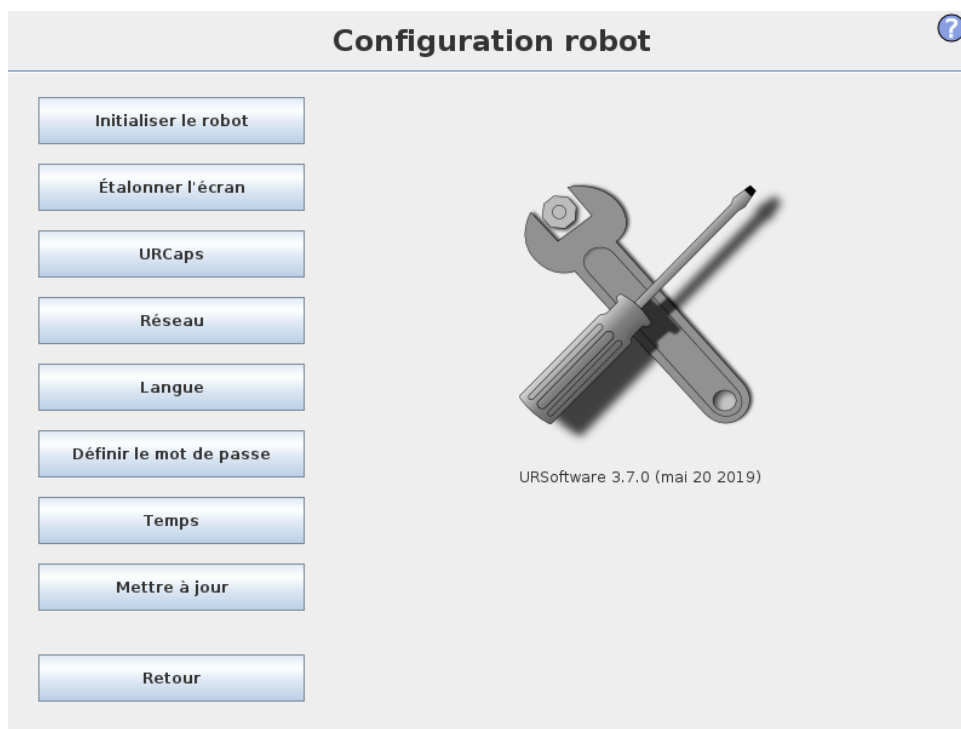 Configuration robot
?
Initialiser le robot
Étalonner l'écran
URCaps
Réseau
Langue
Définir le mot de passe
Temps
Mettre à jour
Retour
URSoftware 3.7.0 (mai 20 2019)